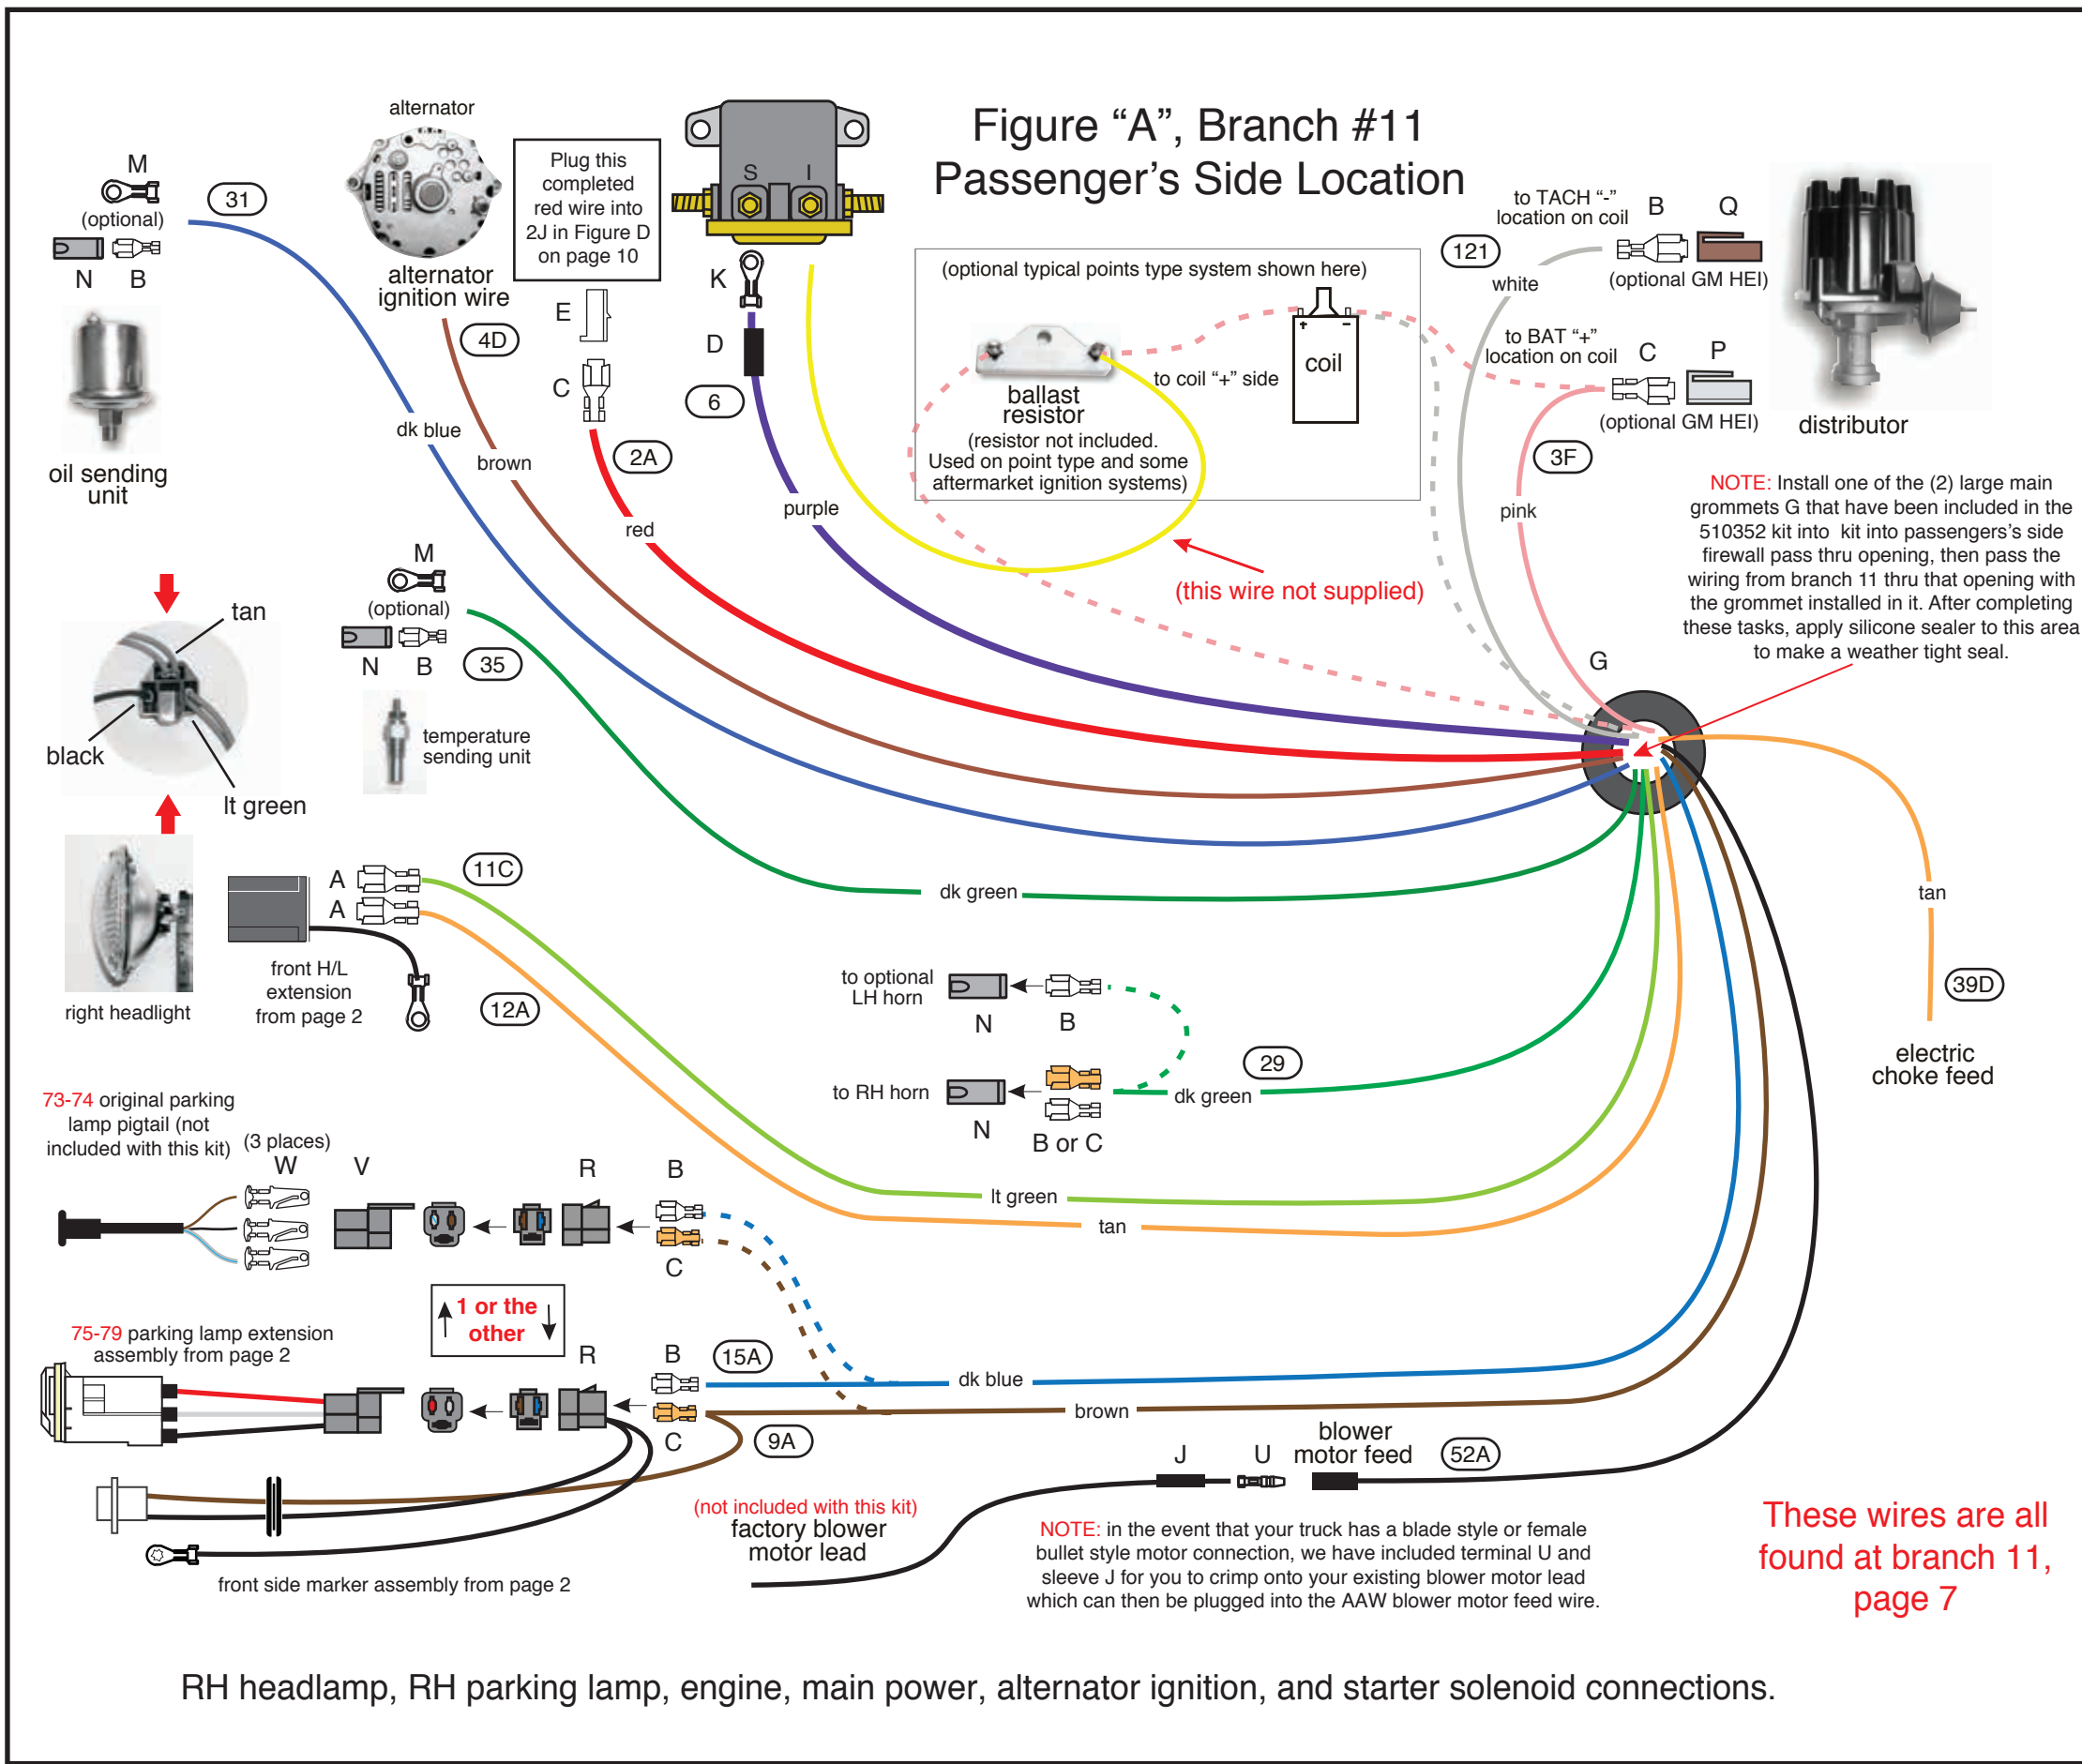 Figure “A”, Branch #11
Passenger’s Side Location
alternator
M
(optional)
N
B
31
oil sending
unit
alternator
ignition wire
4D
Plug this
completed
red wire into
2J in Figure D
on page 10
E
C
2A
S
I
K
D
6
(optional typical points type system shown here)
+
-
coil
to coil “+” side
ballast
resistor
(resistor not included.
Used on point type and some
aftermarket ignition systems)
(this wire not supplied)
to TACH “-”
location on coil
B
Q
121
white
(optional GM HEI)
to BAT “+”
location on coil
C
P
(optional GM HEI)
3F
pink
distributor
NOTE: Install one of the (2) large main
grommets G that have been included in the
510352 kit into  kit into passengers’s side
firewall pass thru opening, then pass the
wiring from branch 11 thru that opening with
the grommet installed in it. After completing
these tasks, apply silicone sealer to this area
to make a weather tight seal.
G
dk blue
brown
red
purple
M
(optional)
N
B
35
temperature
sending unit
tan
black
lt green
right headlight
A
A
11C
12A
front H/L
extension
from page 2
dk green
tan
39D
electric
choke feed
to optional
LH horn
N
B
to RH horn
N
B or C
29
dk green
lt green
tan
73-74 original parking
lamp pigtail (not
included with this kit)
(3 places)
W
V
R
B
C
1 or the
other
75-79 parking lamp extension
assembly from page 2
R
B
C
15A
9A
dk blue
brown
front side marker assembly from page 2
J
U
blower
motor feed
52A
(not included with this kit)
factory blower
motor lead
NOTE: in the event that your truck has a blade style or female
bullet style motor connection, we have included terminal U and
sleeve J for you to crimp onto your existing blower motor lead
which can then be plugged into the AAW blower motor feed wire.
These wires are all
found at branch 11,
page 7
RH headlamp, RH parking lamp, engine, main power, alternator ignition, and starter solenoid connections.